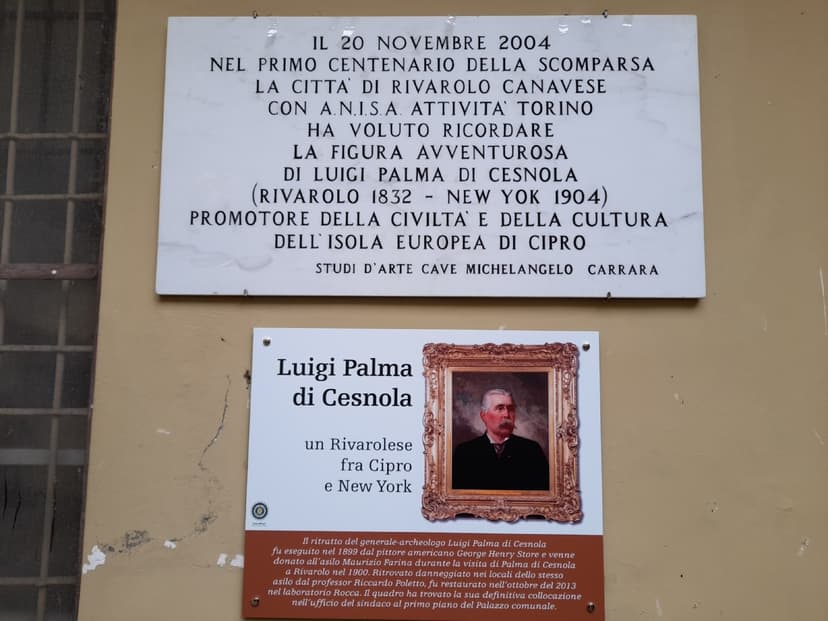 IL 20 NOVEMBRE 2004
NEL PRIMO CENTENARIO DELLA SCOMPARSA
LA CITTA' DI RIVAROLO CANAVESE
CON A.N.I.S.A. ATTIVITA' TORINO
HA VOLUTO RICORDARE
LA FIGURA AVVENTUROSA
DI LUIGI PALMA DI CESNOLA
(RIVAROLO 1832 - NEW YOK 1904)
PROMOTORE DELLA CIVILTA' E DELLA CULTURA
DELL'ISOLA EUROPEA DI CIPRO
STUDI D'ARTE CAVE MICHELANGELO CARRARA
Luigi Palma
di Cesnola
un Rivarolese
fra Cipro
e New York
Il ritratto del generale-archeologo Luigi Palma di Cesnola
fu eseguito nel 1899 dal pittore americano George Henry Store e venne
donato all'asilo Maurizio Farina durante la visita di Palma di Cesnola
a Rivarolo nel 1900. Ritrovato danneggiato nei locali dello stesso
asilo dal professor Riccardo Poletto, fu restaurato nell'ottobre del 2013
nel laboratorio Rocca. Il quadro ha trovato la sua definitiva collocazione
nell'ufficio del sindaco al primo piano del Palazzo comunale.